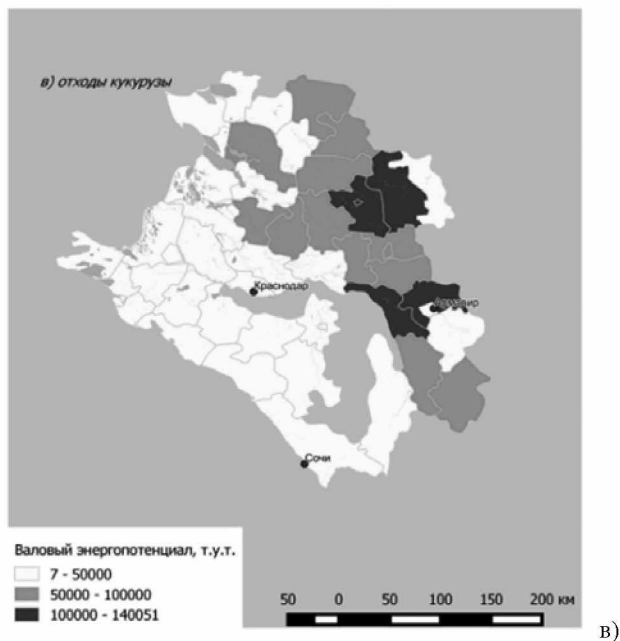 в) отходы кукурузы
Краснодар
Армавир
Сочи
Валовый энергопотенциал, т.у.т.
7 - 50000
50000 - 100000
100000 - 140051
50 0 50 100 150 200 км
в)